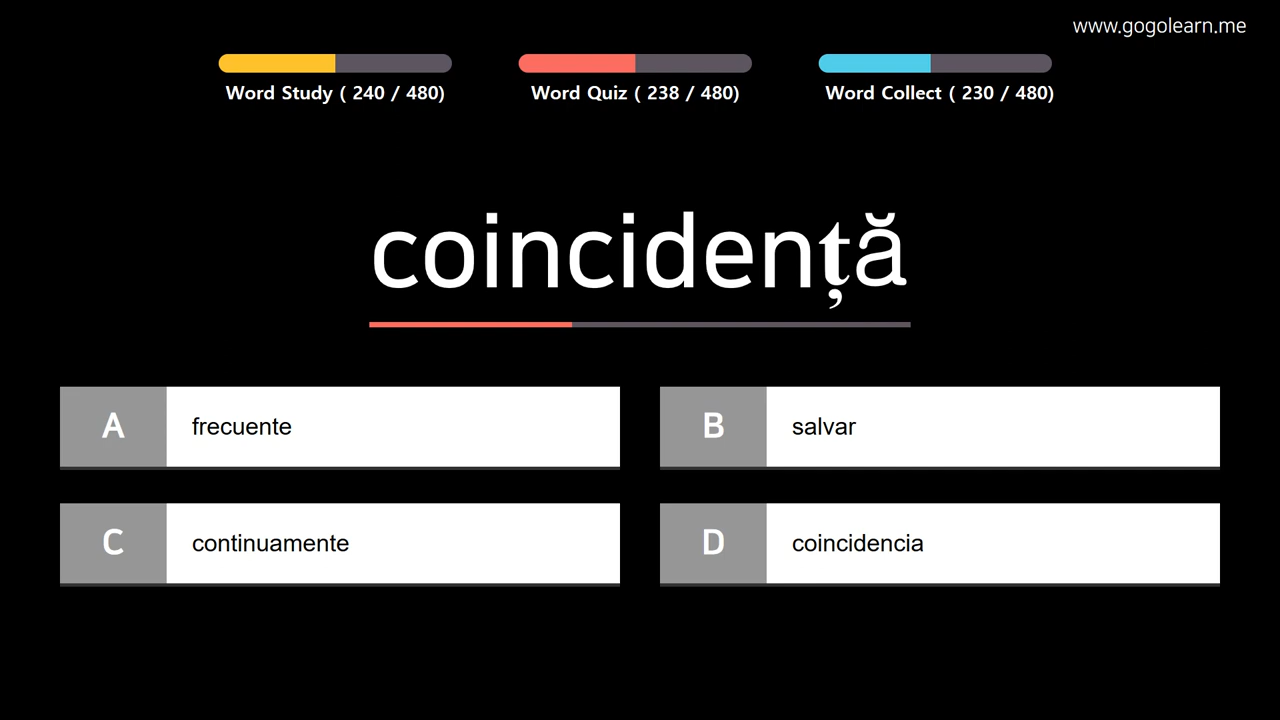 www.gogolearn.me
Word Study ( 240 / 480)
Word Quiz ( 238 / 480)
Word Collect ( 230 / 480)
coincidență
A
frecuente
B
salvar
C
continuamente
D
coincidencia